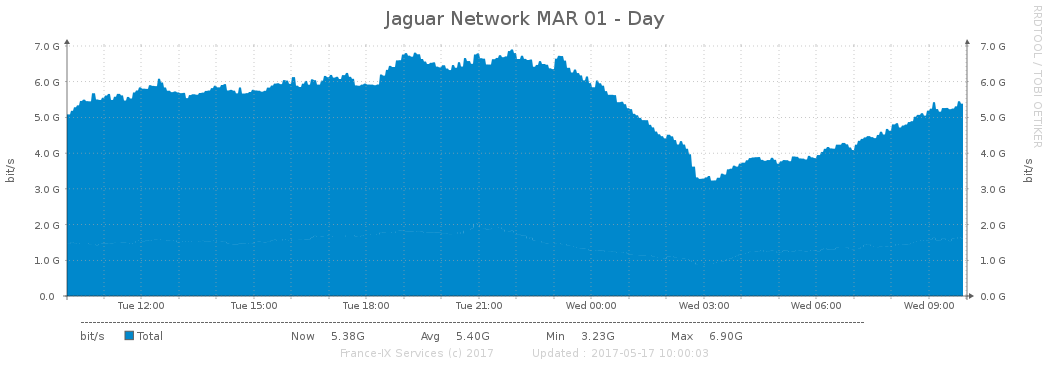 Jaguar Network MAR 01 - Day
RRDTOOL / TOBI OETIKER
7.0 G 7.0 G
6.0 G 6.0 G
5.0 G 5.0 G
4.0 G 4.0 G
bit/s bit/s
3.0 G 3.0 G
2.0 G 2.0 G
1.0 G 1.0 G
0.0 0.0 G
Tue 12:00 Tue 15:00 Tue 18:00 Tue 21:00 Wed 00:00 Wed 03:00 Wed 06:00 Wed 09:00
bit/s Total Now 5.38G Avg 5.40G Min 3.23G Max 6.90G
France-IX Services (c) 2017 Updated : 2017-05-17 10:00:03